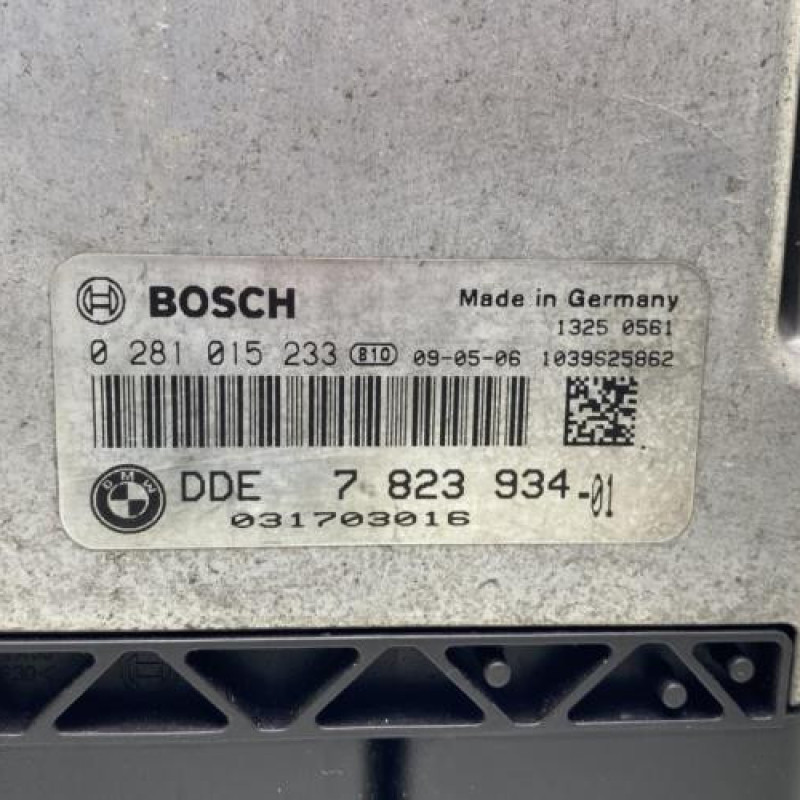 BOSCH
Made in Germany
1325 0561
0 281 015 233 810 09-05-06 1039S25862
BMW
DDE 7 823 934-01
031703016